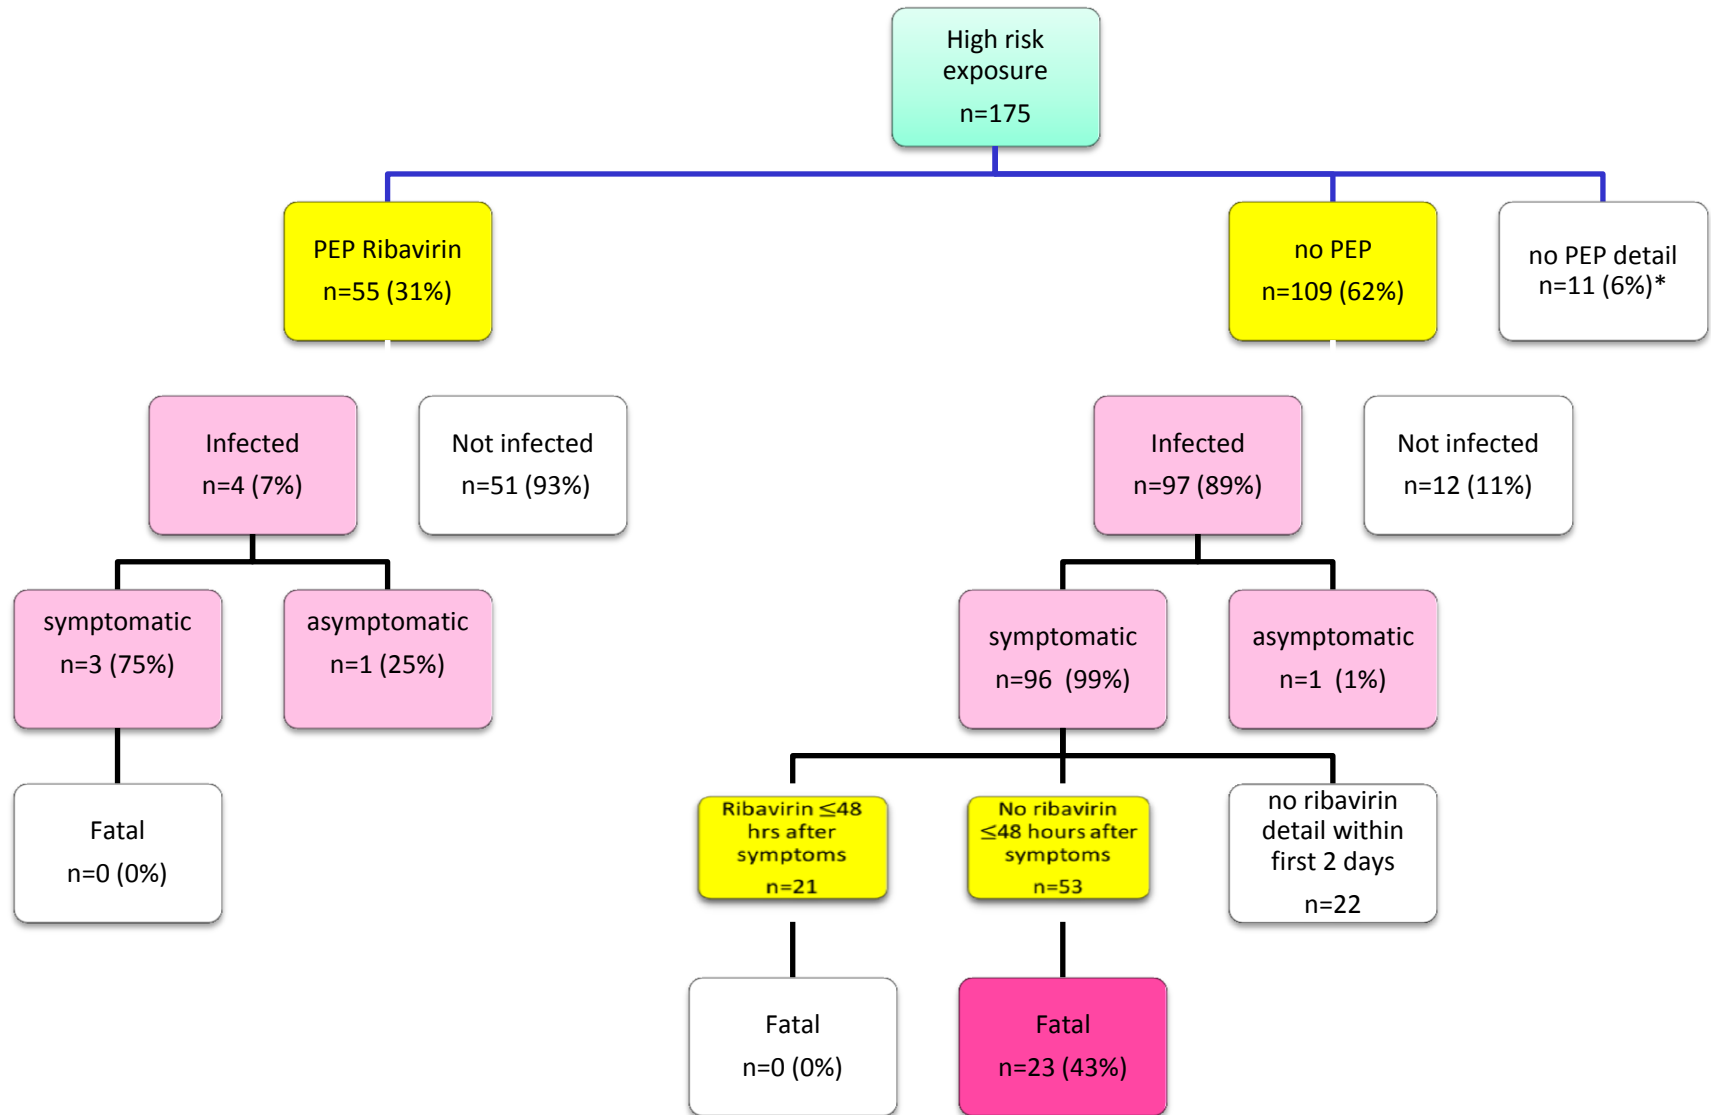 High risk
exposure
n=175
PEP Ribavirin
n=55 (31%)
no PEP
n=109 (62%)
no PEP detail
n=11 (6%)*
Infected
n=4 (7%)
Not infected
n=51 (93%)
Infected
n=97 (89%)
Not infected
n=12 (11%)
symptomatic
n=3 (75%)
asymptomatic
n=1 (25%)
symptomatic
n=96 (99%)
asymptomatic
n=1 (1%)
Fatal
n=0 (0%)
Ribavirin ≤48
hrs after
symptoms
n=21
No ribavirin
≤48 hours after
symptoms
n=53
no ribavirin
detail within
first 2 days
n=22
Fatal
n=0 (0%)
Fatal
n=23 (43%)